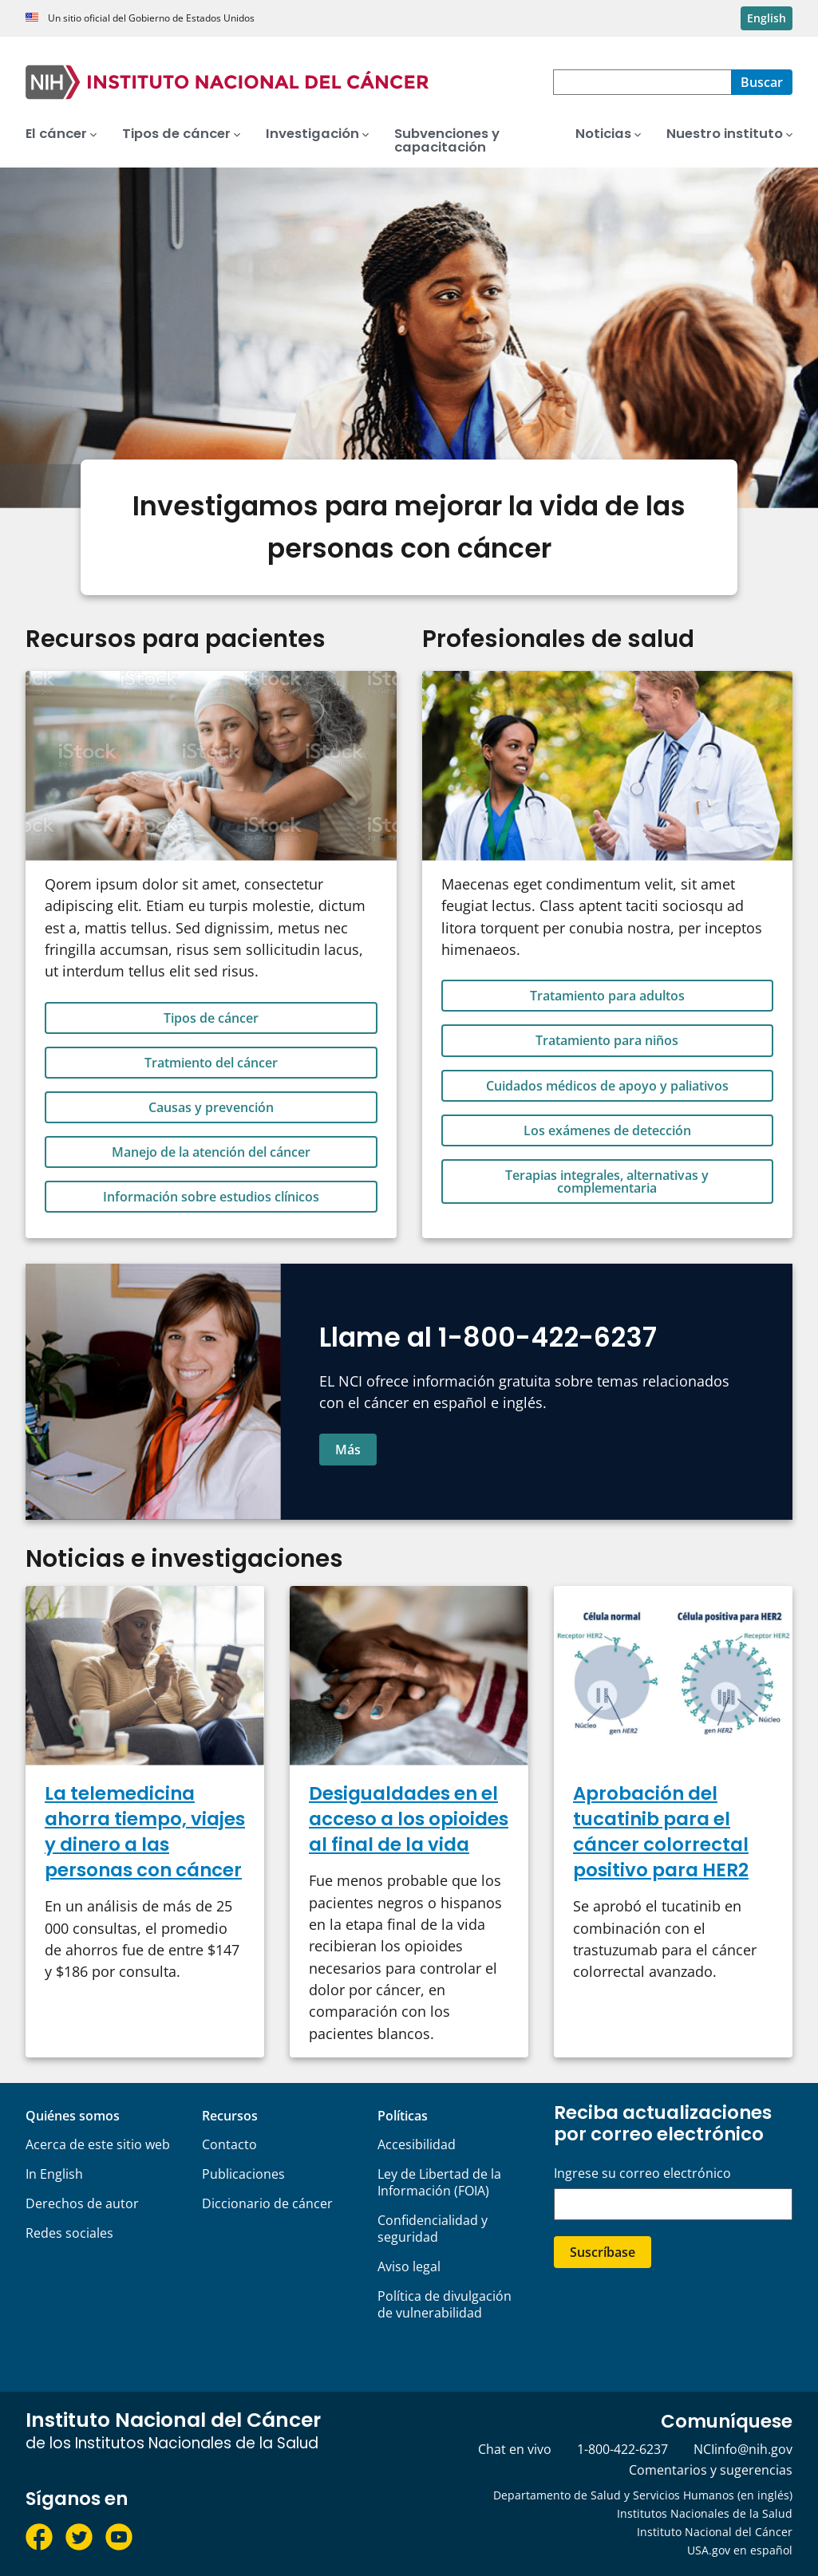 Un sitio oficial del Gobierno de Estados Unidos
English
NIH INSTITUTO NACIONAL DEL CÁNCER
Buscar
El cáncer
Tipos de cáncer
Investigación
Subvenciones y
capacitación
Noticias
Nuestro instituto
Investigamos para mejorar la vida de las
personas con cáncer
Recursos para pacientes
iStock
iStock
iStock
iStock
iStock
iStock
Qorem ipsum dolor sit amet, consectetur
adipiscing elit. Etiam eu turpis molestie, dictum
est a, mattis tellus. Sed dignissim, metus nec
fringilla accumsan, risus sem sollicitudin lacus,
ut interdum tellus elit sed risus.
Tipos de cáncer
Tratmiento del cáncer
Causas y prevención
Manejo de la atención del cáncer
Información sobre estudios clínicos
Profesionales de salud
Maecenas eget condimentum velit, sit amet
feugiat lectus. Class aptent taciti sociosqu ad
litora torquent per conubia nostra, per inceptos
himenaeos.
Tratamiento para adultos
Tratamiento para niños
Cuidados médicos de apoyo y paliativos
Los exámenes de detección
Terapias integrales, alternativas y
complementaria
Llame al 1-800-422-6237
EL NCI ofrece información gratuita sobre temas relacionados
con el cáncer en español e inglés.
Más
Noticias e investigaciones
La telemedicina
ahorra tiempo, viajes
y dinero a las
personas con cáncer
En un análisis de más de 25
000 consultas, el promedio
de ahorros fue de entre $147
y $186 por consulta.
Desigualdades en el
acceso a los opioides
al final de la vida
Fue menos probable que los
pacientes negros o hispanos
en la etapa final de la vida
recibieran los opioides
necesarios para controlar el
dolor por cáncer, en
comparación con los
pacientes blancos.
Célula normal
Célula positiva para HER2
Receptor HER2
Receptor HER2
Núcleo
gen HER2
Núcleo
gen HER2
Aprobación del
tucatinib para el
cáncer colorrectal
positivo para HER2
Se aprobó el tucatinib en
combinación con el
trastuzumab para el cáncer
colorrectal avanzado.
Quiénes somos
Acerca de este sitio web
In English
Derechos de autor
Redes sociales
Recursos
Contacto
Publicaciones
Diccionario de cáncer
Políticas
Accesibilidad
Ley de Libertad de la
Información (FOIA)
Confidencialidad y
seguridad
Aviso legal
Política de divulgación
de vulnerabilidad
Reciba actualizaciones
por correo electrónico
Ingrese su correo electrónico
Suscríbase
Instituto Nacional del Cáncer
de los Institutos Nacionales de la Salud
Síganos en
Comuníquese
Chat en vivo
1-800-422-6237
NCIinfo@nih.gov
Comentarios y sugerencias
Departamento de Salud y Servicios Humanos (en inglés)
Institutos Nacionales de la Salud
Instituto Nacional del Cáncer
USA.gov en español